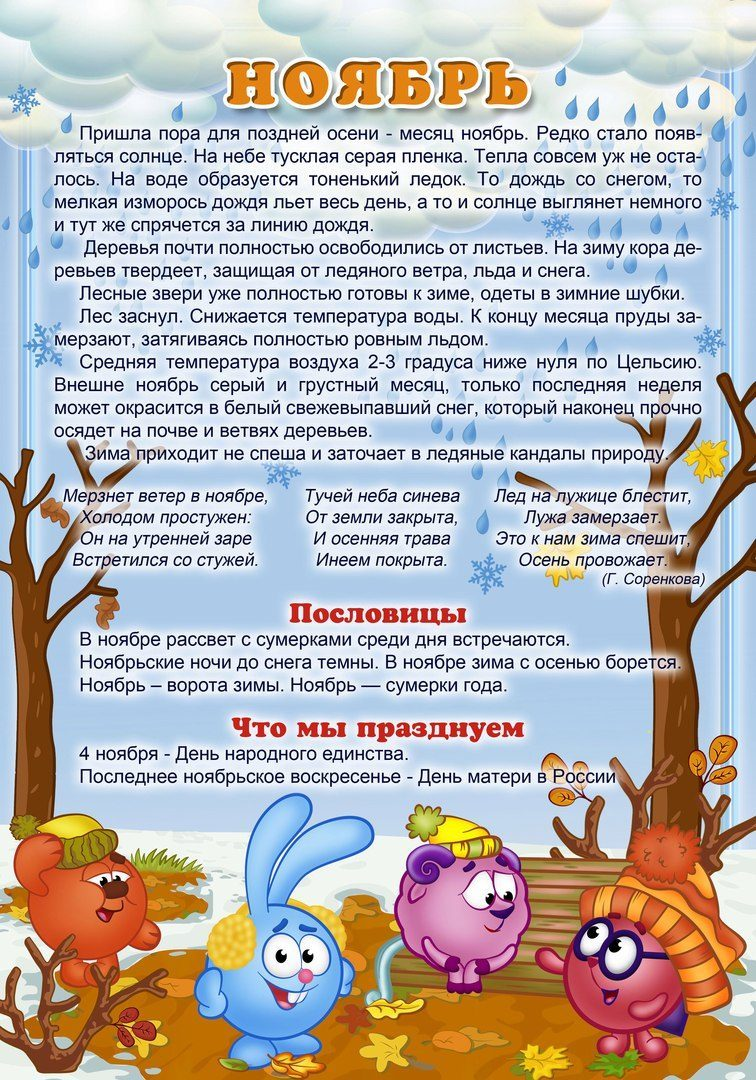 НОЯБРЬ
Пришла пора для поздней осени - месяц ноябрь. Редко стало появ-
ляться солнце. На небе тусклая серая пленка. Тепла совсем уж не оста-
лось. На воде образуется тоненький ледок. То дождь со снегом, то
мелкая изморось дождя льет весь день, а то и солнце выглянет немного
и тут же спрячется за линию дождя.
Деревья почти полностью освободились от листьев. На зиму кора де-
ревьев твердеет, защищая от ледяного ветра, льда и снега.
Лесные звери уже полностью готовы к зиме, одеты в зимние шубки.
Лес заснул. Снижается температура воды. К концу месяца пруды за-
мерзают, затягиваясь полностью ровным льдом.
Средняя температура воздуха 2-3 градуса ниже нуля по Цельсию.
Внешне ноябрь серый и грустный месяц, только последняя неделя
может окрасится в белый свежевыпавший снег, который наконец прочно
осядет на почве и ветвях деревьев.
Зима приходит не спеша и заточает в ледяные кандалы природу.
Мерзнет ветер в ноябре,
Холодом простужен:
Он на утренней заре
Встретился со стужей.
Тучей неба синева
От земли закрыта,
И осенняя трава
Инеем покрыта.
Лед на лужице блестит,
Лужа замерзает.
Это к нам зима спешит,
Осень провожает.
(Г. Соренкова)
Пословицы
В ноябре рассвет с сумерками среди дня встречаются.
Ноябрьские ночи до снега темны. В ноябре зима с осенью борется.
Ноябрь – ворота зимы. Ноябрь — сумерки года.
Что мы празднуем
4 ноября - День народного единства.
Последнее ноябрьское воскресенье - День матери в России